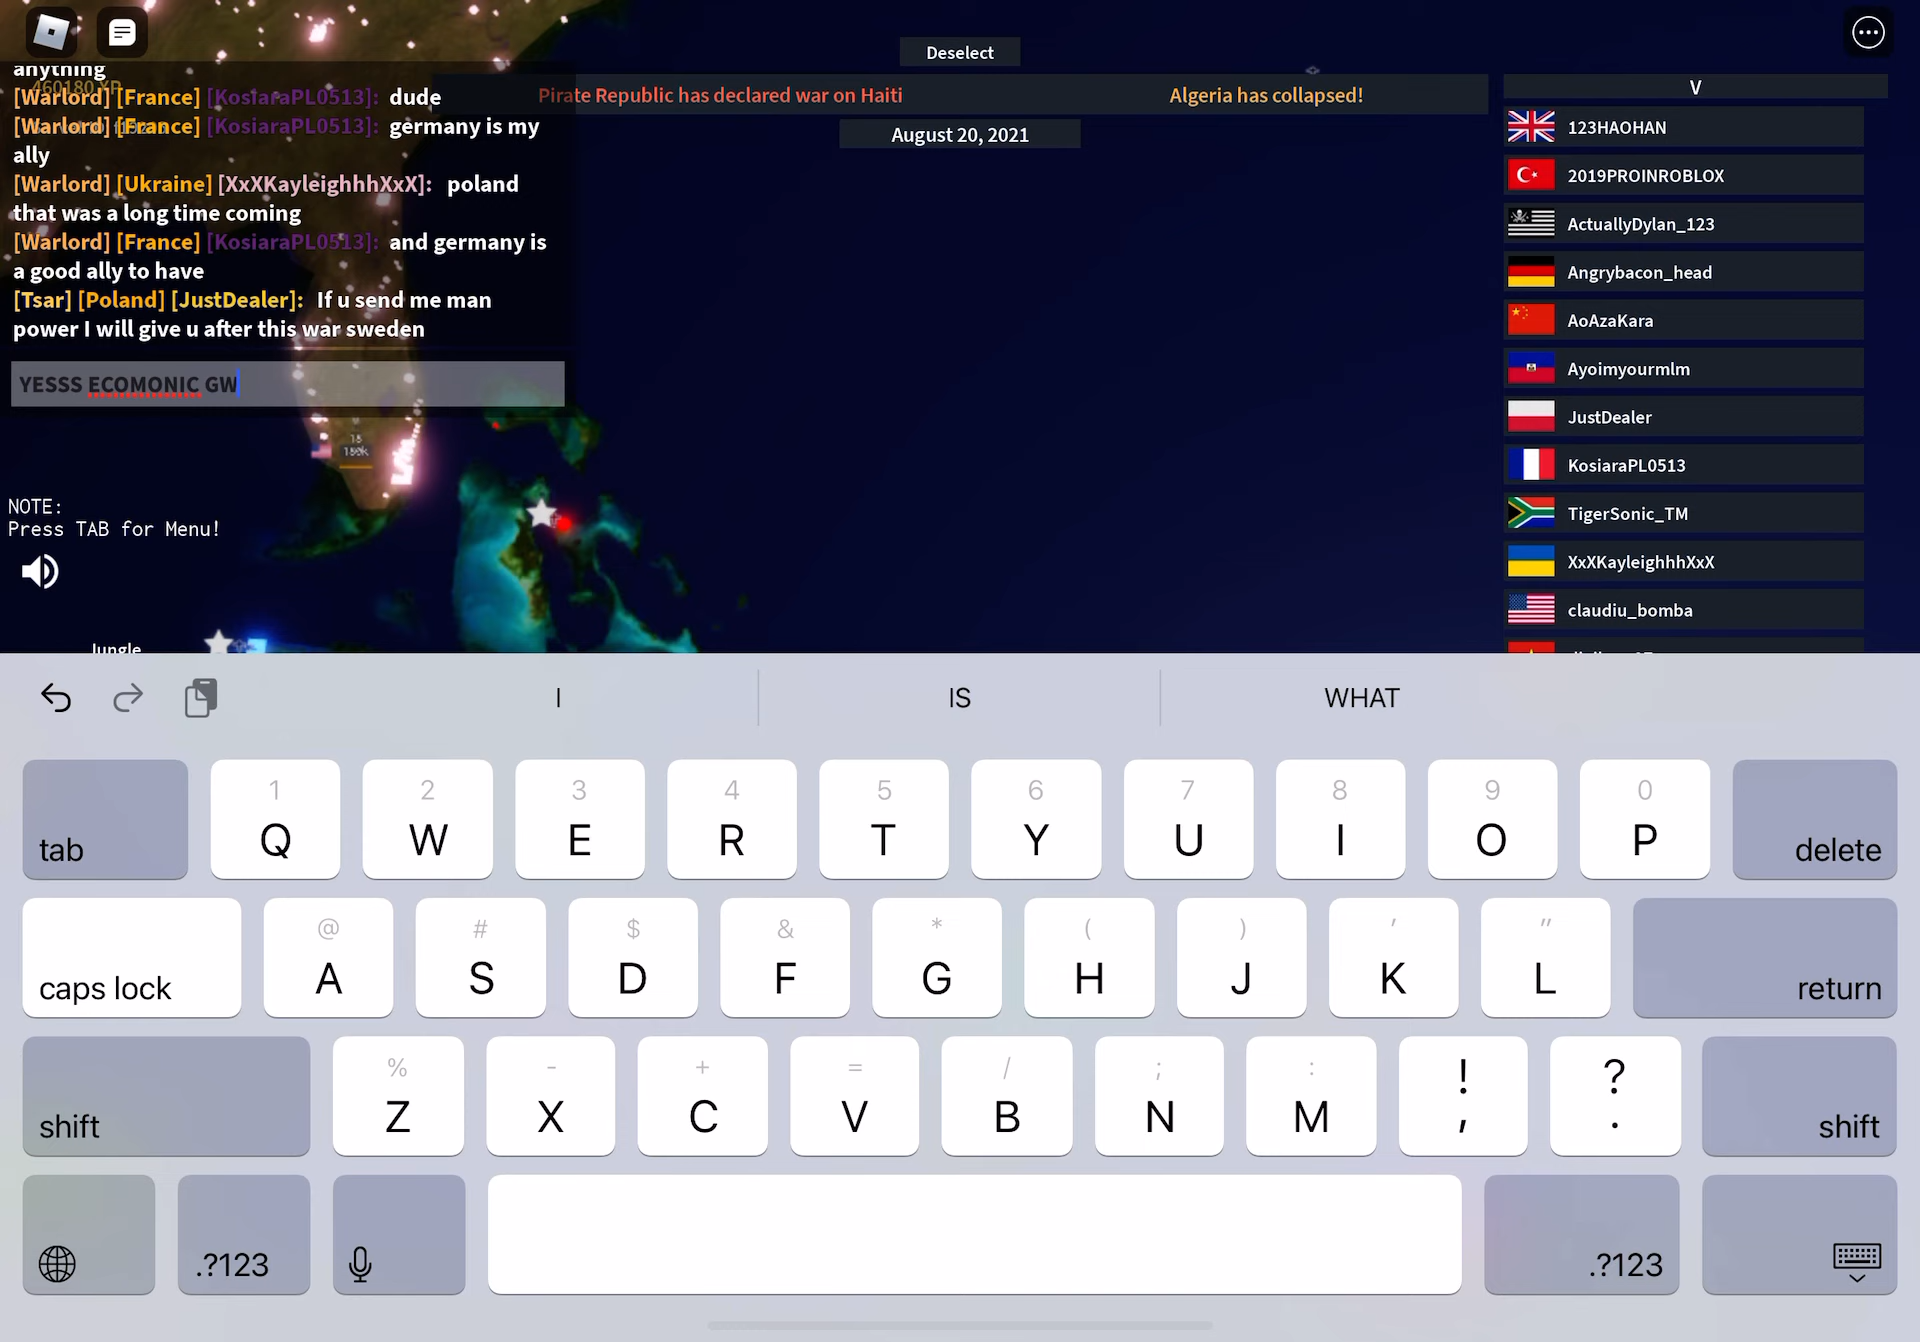 Deselect
anything
460180 XP
[Warlord] [France] [KosiaraPL0513]: dude
[Warlord] [France] [KosiaraPL0513]: germany is my
ally
[Warlord] [Ukraine] [XxXKayleighhhXxX]: poland
that was a long time coming
[Warlord] [France] [KosiaraPL0513]: and germany is
a good ally to have
[Tsar] [Poland] [JustDealer]: If u send me man
power I will give u after this war sweden
YESSS ECOMONIC GW
Pirate Republic has declared war on Haiti
Algeria has collapsed!
August 20, 2021
V
123HAOHAN
2019PROINROBLOX
ActuallyDylan_123
Angrybacon_head
AoAzaKara
Ayoimyourmlm
JustDealer
KosiaraPL0513
TigerSonic_TM
XxXKayleighhhXxX
claudiu_bomba
NOTE:
Press TAB for Menu!
Jungle
I IS WHAT
tab 1 Q 2 W 3 E 4 R 5 T 6 Y 7 U 8 I 9 O 0 P delete
caps lock @ A # S $ D & F * G ( H ) J ' K " L return
shift % Z - X + C = V / B ; N : M ! , ? . shift
.?123 .?123